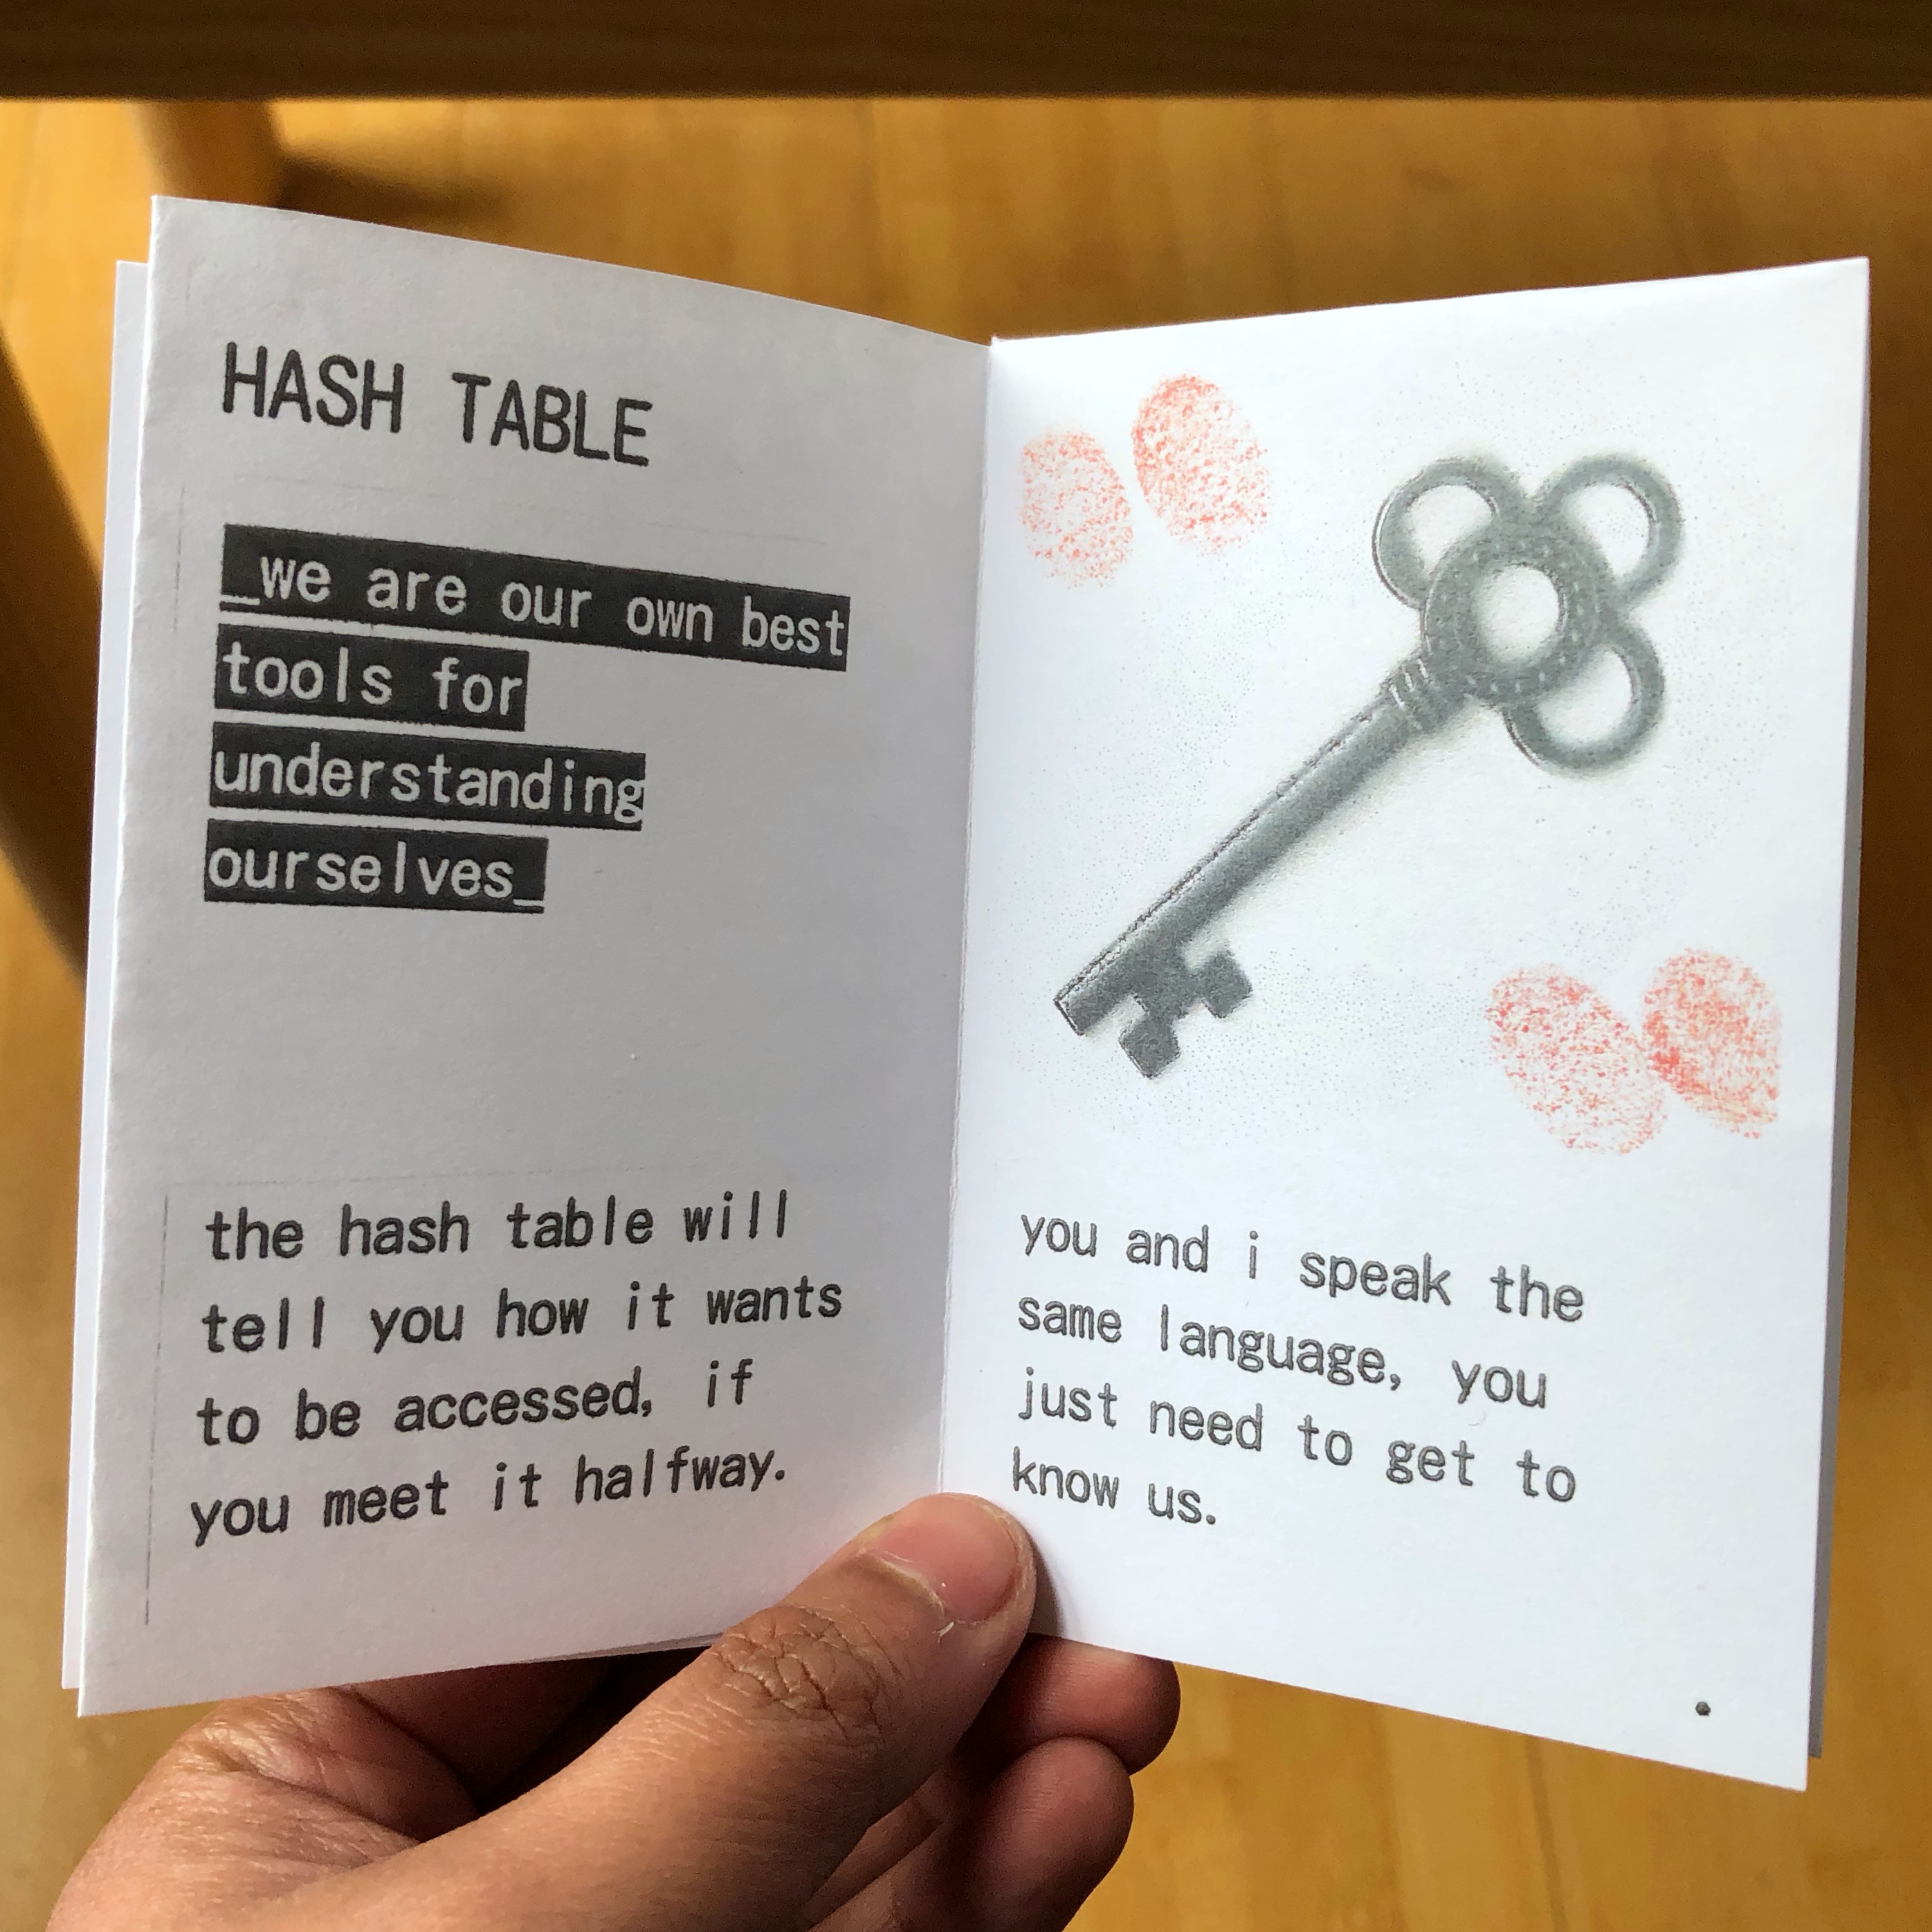 HASH TABLE
_we are our own best
tools for
understanding
ourselves_
the hash table will
tell you how it wants
to be accessed, if
you meet it halfway.
you and i speak the
same language, you
just need to get to
know us.